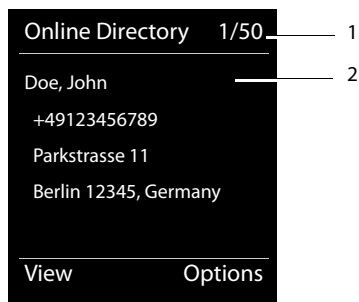 Online Directory 1/50 1
2
Doe, John
+49123456789
Parkstrasse 11
Berlin 12345, Germany
View Options